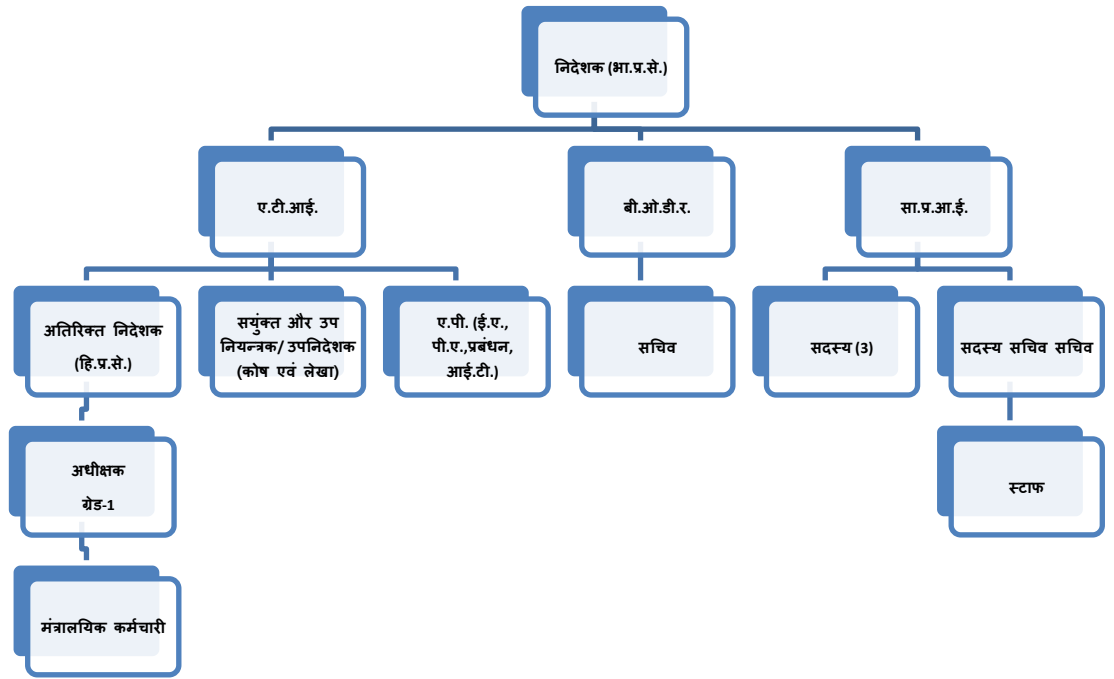 निदेशक (भा.प्र.से.)
ए.टी.आई.
बी.ओ.डी.र.
सा.प्र.आ.ई.
अतिरिक्त निदेशक
(हि.प्र.से.)
सयुंक्त और उप
नियन्त्रक/ उपनिदेशक
(कोष एवं लेखा)
ए.पी. (ई.ए.,
पी.ए.,प्रबंधन,
आई.टी.)
सचिव
सदस्य (3)
सदस्य सचिव सचिव
अधीक्षक
ग्रेड-1
स्टाफ
मंत्रालयिक कर्मचारी